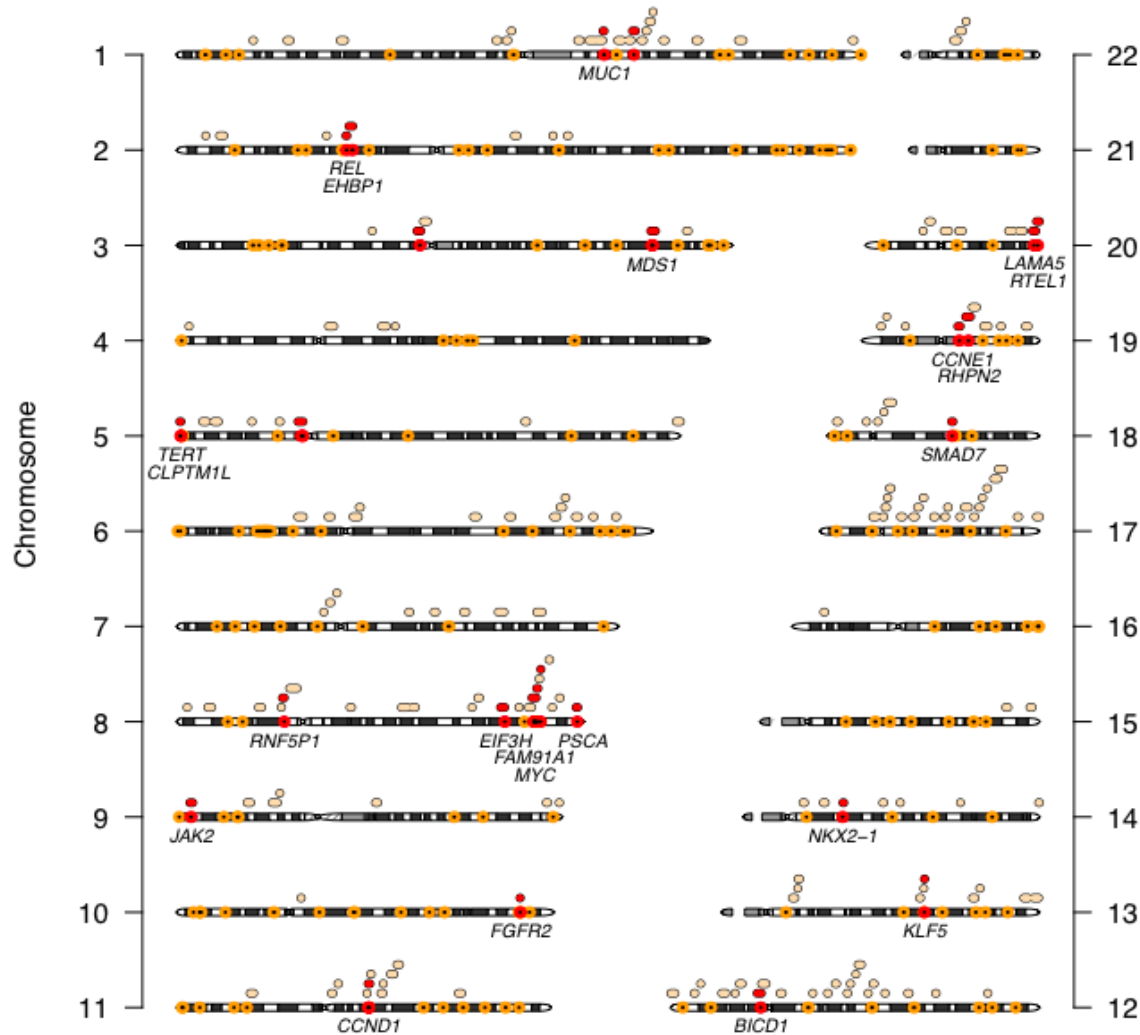 Chromosome
1
MUC1
22
2
REL
EHBP1
21
3
MDS1
LAMA5
RTEL1
20
4
CCNE1
RHPN2
19
5
TERT
CLPTM1L
SMAD7
18
6
17
7
16
8
RNF5P1
EIF3H PSCA
FAM91A1
MYC
15
9
JAK2
NKX2−1
14
10
FGFR2
KLF5
13
11
CCND1
BICD1
12